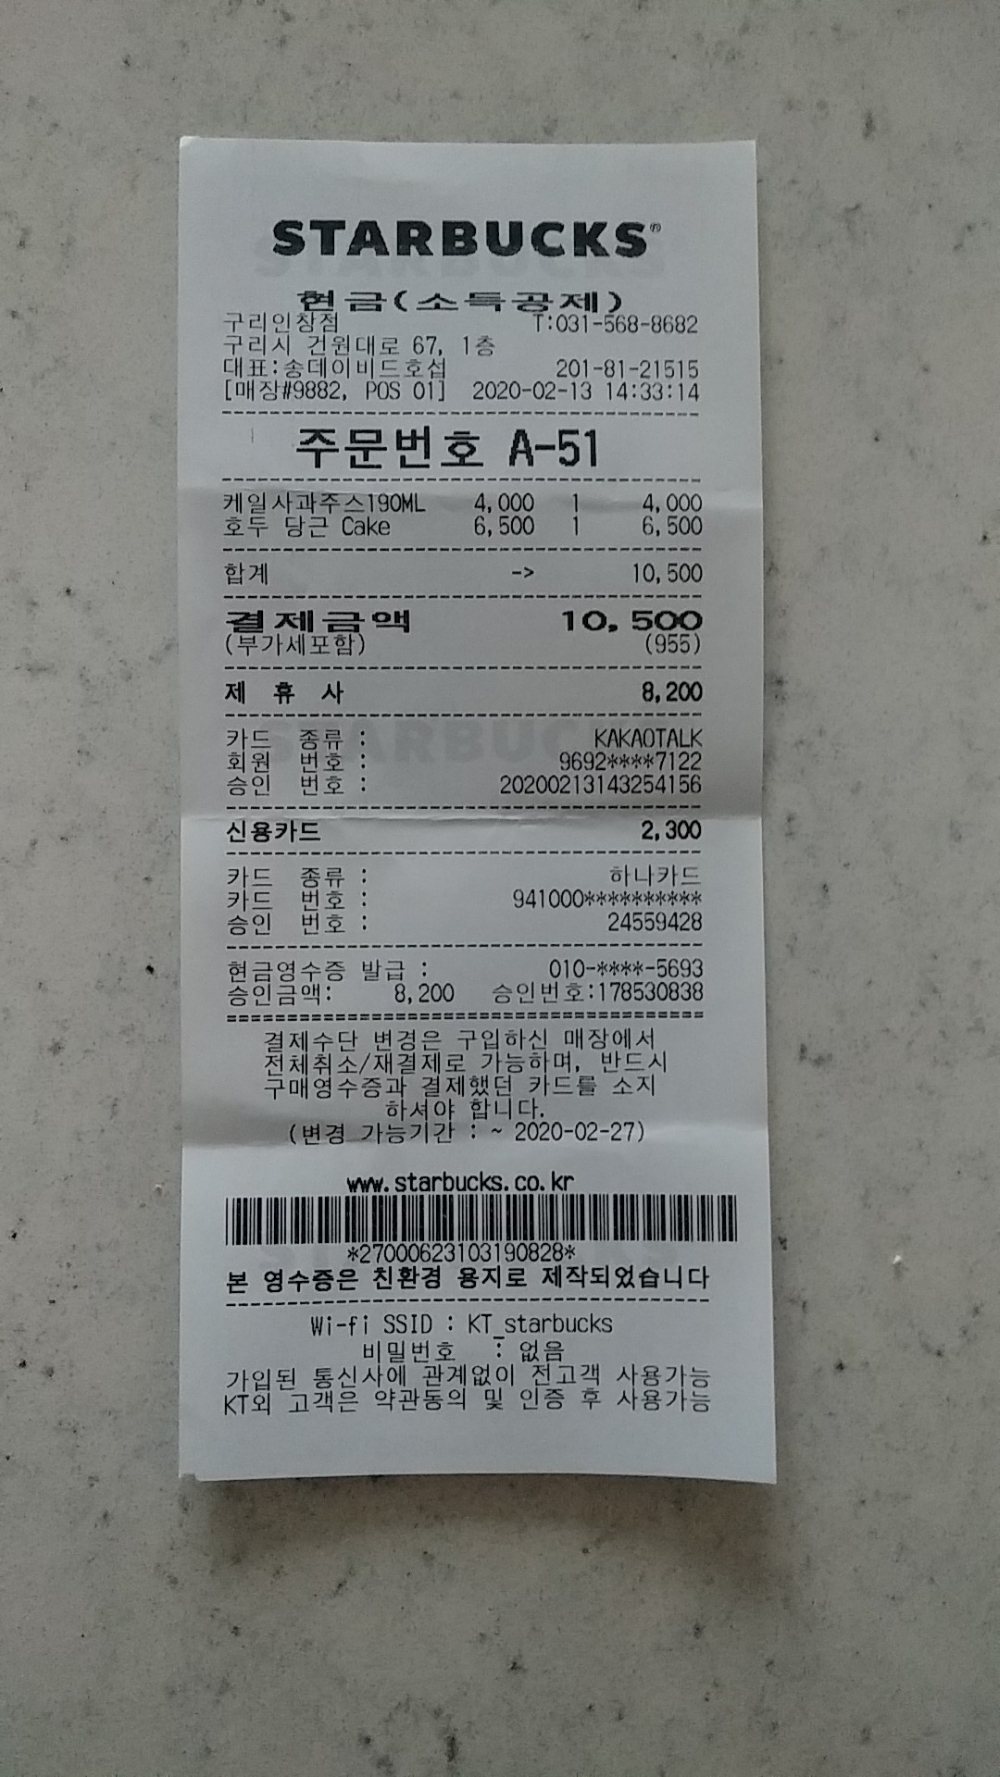 STARBUCKS®
현금(소득공제)
구리인창점 T:031-568-8682
구리시 건원대로 67, 1층
대표:송데이비드호섭 201-81-21515
[매장#9882, POS 01] 2020-02-13 14:33:14
주문번호 A-51
케일사과주스190ML 4,000 1 4,000
호두 당근 Cake 6,500 1 6,500
합계 -> 10,500
결제금액 10,500
(부가세포함) (955)
제 휴 사 8,200
카드 종류 : KAKAOTALK
회원 번호 : 9692****7122
승인 번호 : 20200213143254156
신용카드 2,300
카드 종류 : 하나카드
카드 번호 : 941000**********
승인 번호 : 24559428
현금영수증 발급 : 010-****-5693
승인금액: 8,200 승인번호:178530838
결제수단 변경은 구입하신 매장에서
전체취소/재결제로 가능하며, 반드시
구매영수증과 결제했던 카드를 소지
하셔야 합니다.
(변경 가능기간 : ~ 2020-02-27)
www.starbucks.co.kr
*27000623103190828*
본 영수증은 친환경 용지로 제작되었습니다
Wi-fi SSID : KT_starbucks
비밀번호 : 없음
가입된 통신사에 관계없이 전고객 사용가능
KT외 고객은 약관동의 및 인증 후 사용가능